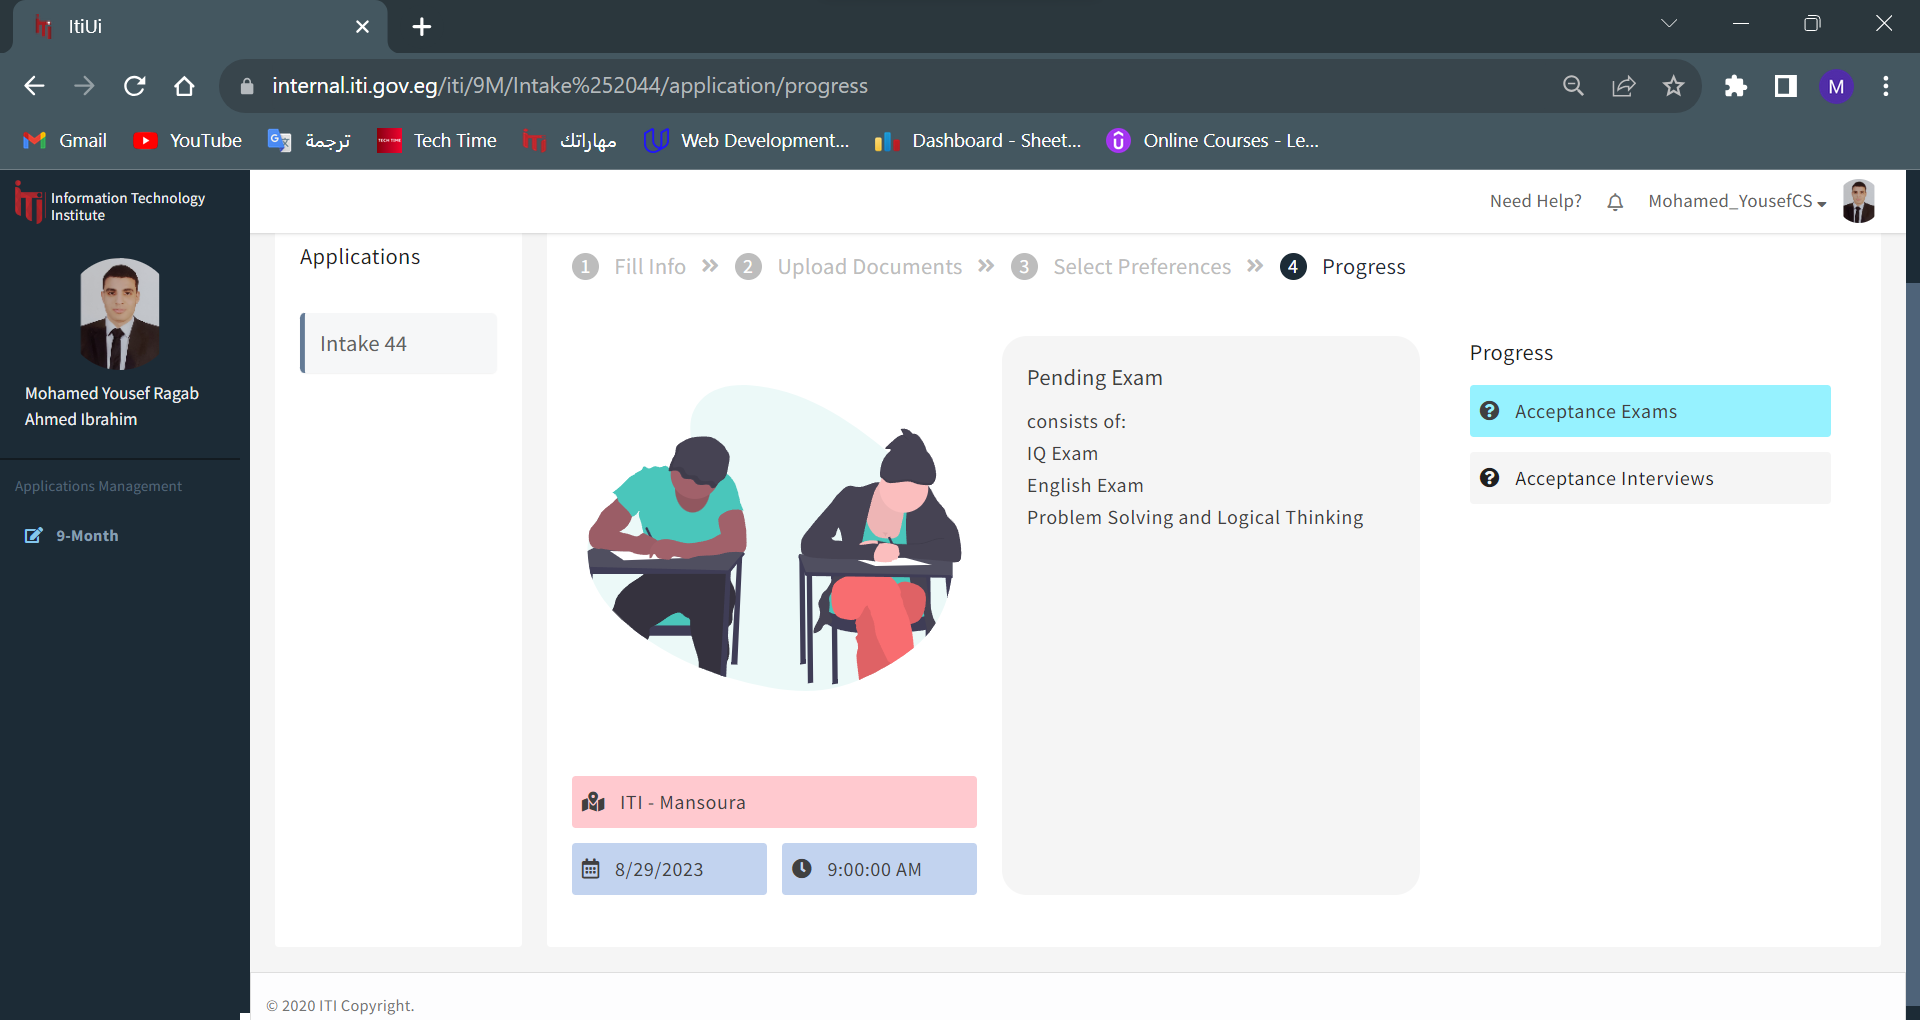 ItiUi
internal.iti.gov.eg/iti/9M/Intake%252044/application/progress
M
Gmail
YouTube
ترجمة
TECH TIME
Tech Time
مهاراتك
Web Development...
Dashboard - Sheet...
Online Courses - Le...
iTi
Information Technology
Institute
Need Help?
Mohamed_YousefCS
Mohamed Yousef Ragab
Ahmed Ibrahim
Applications Management
9-Month
Applications
Intake 44
1 Fill Info » 2 Upload Documents » 3 Select Preferences » 4 Progress
Pending Exam
consists of:
IQ Exam
English Exam
Problem Solving and Logical Thinking
Progress
Acceptance Exams
Acceptance Interviews
ITI - Mansoura
8/29/2023
9:00:00 AM
© 2020 ITI Copyright.